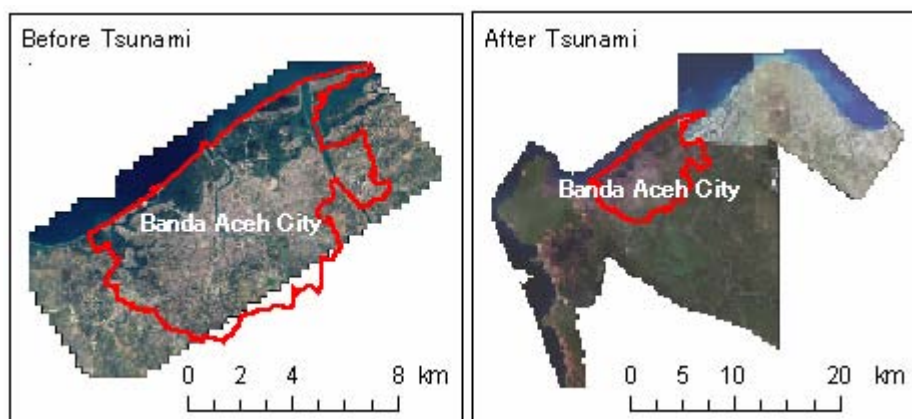 Before Tsunami
Banda Aceh City
0 2 4 8 km
After Tsunami
Banda Aceh City
0 5 10 20 km